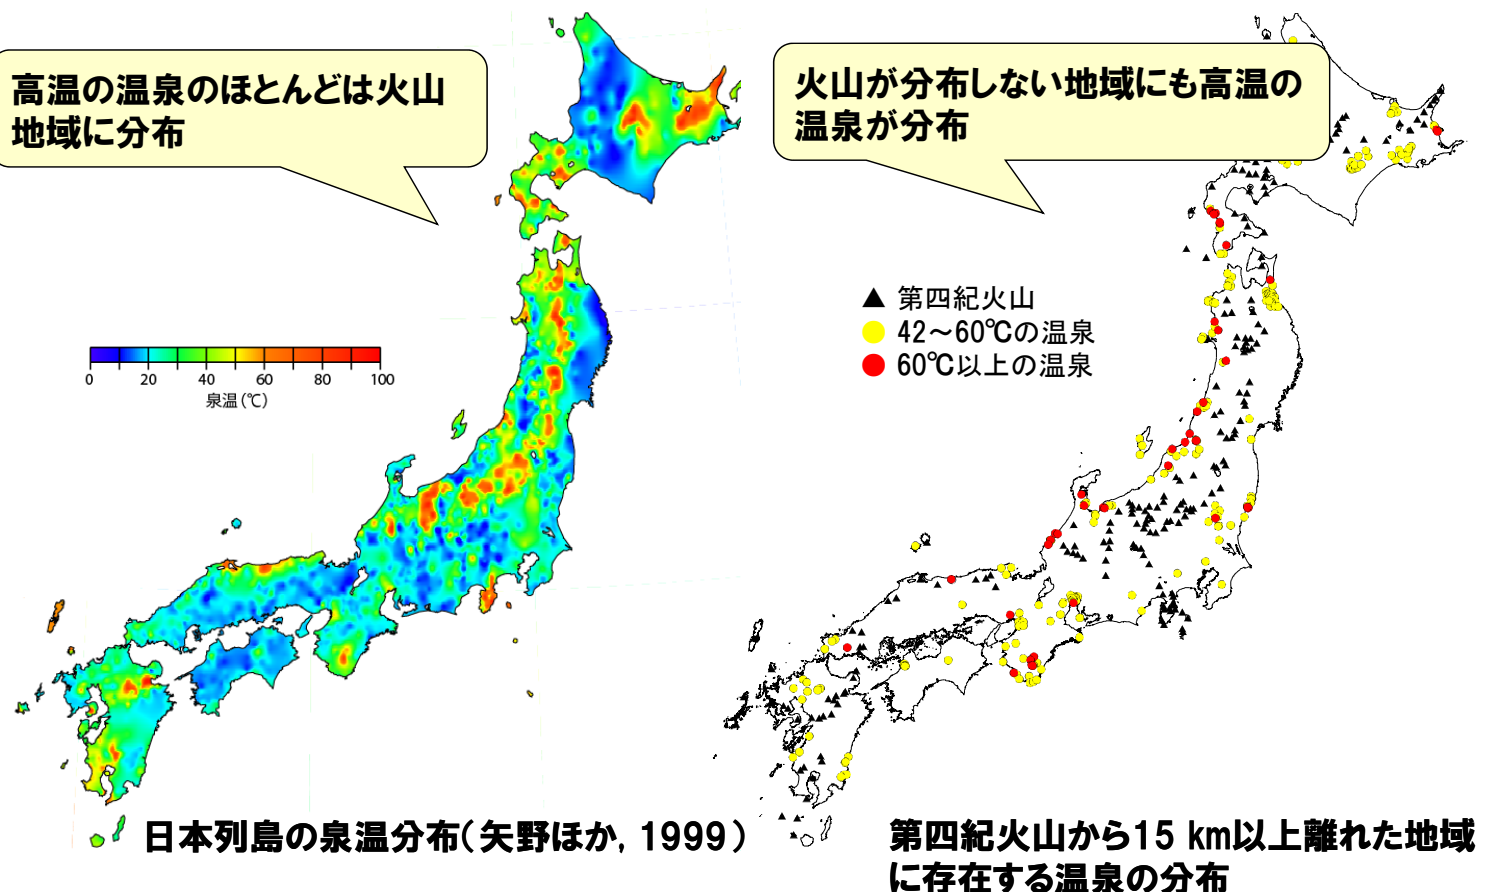 高温の温泉のほとんどは火山
地域に分布
0 20 40 60 80 100
泉温(℃)
日本列島の泉温分布(矢野ほか, 1999)
火山が分布しない地域にも高温の
温泉が分布
第四紀火山
42～60℃の温泉
60℃以上の温泉
第四紀火山から15 km以上離れた地域
に存在する温泉の分布